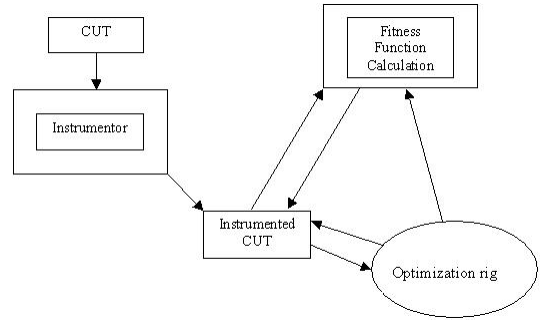 CUT
Fitness
Function
Calculation
Instrumentor
Instrumented
CUT
Optimization rig